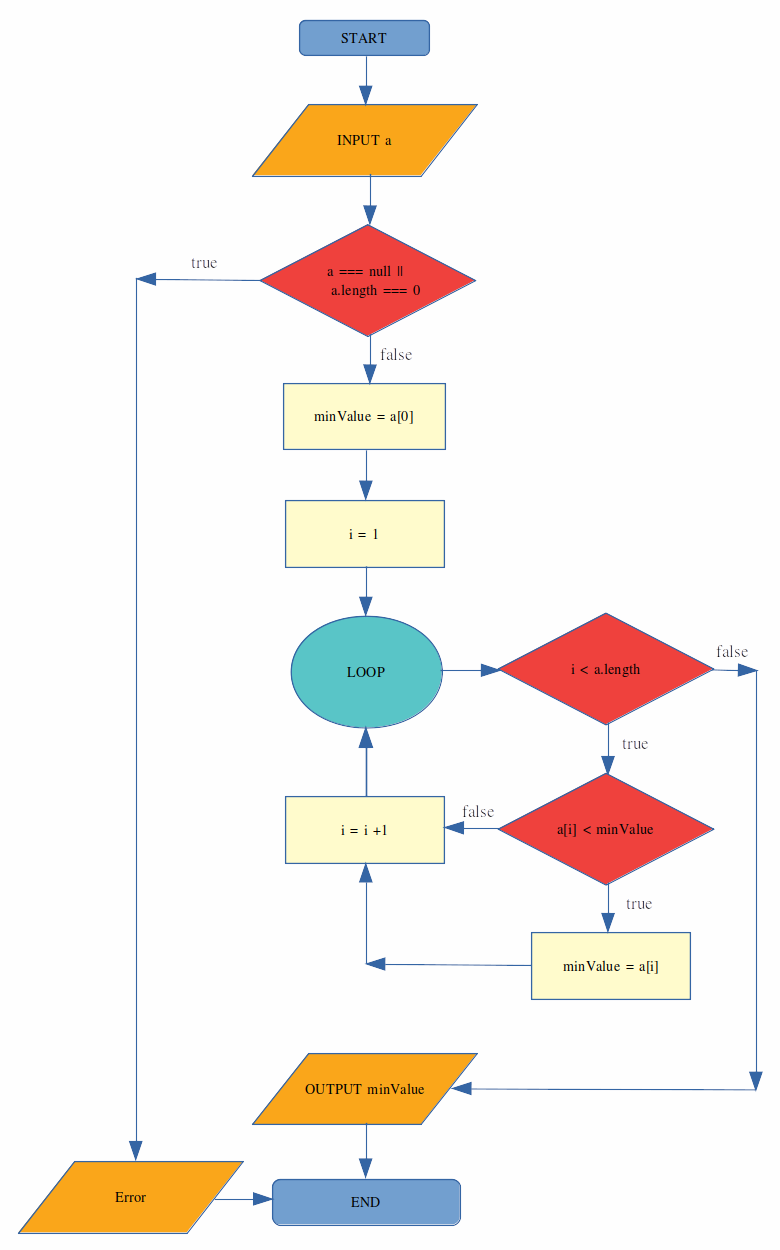 START
INPUT a
true
a === null ||
a.length === 0
false
minValue = a[0]
i = 1
LOOP
i < a.length
false
true
i = i +1
false
a[i] < minValue
true
minValue = a[i]
OUTPUT minValue
Error
END